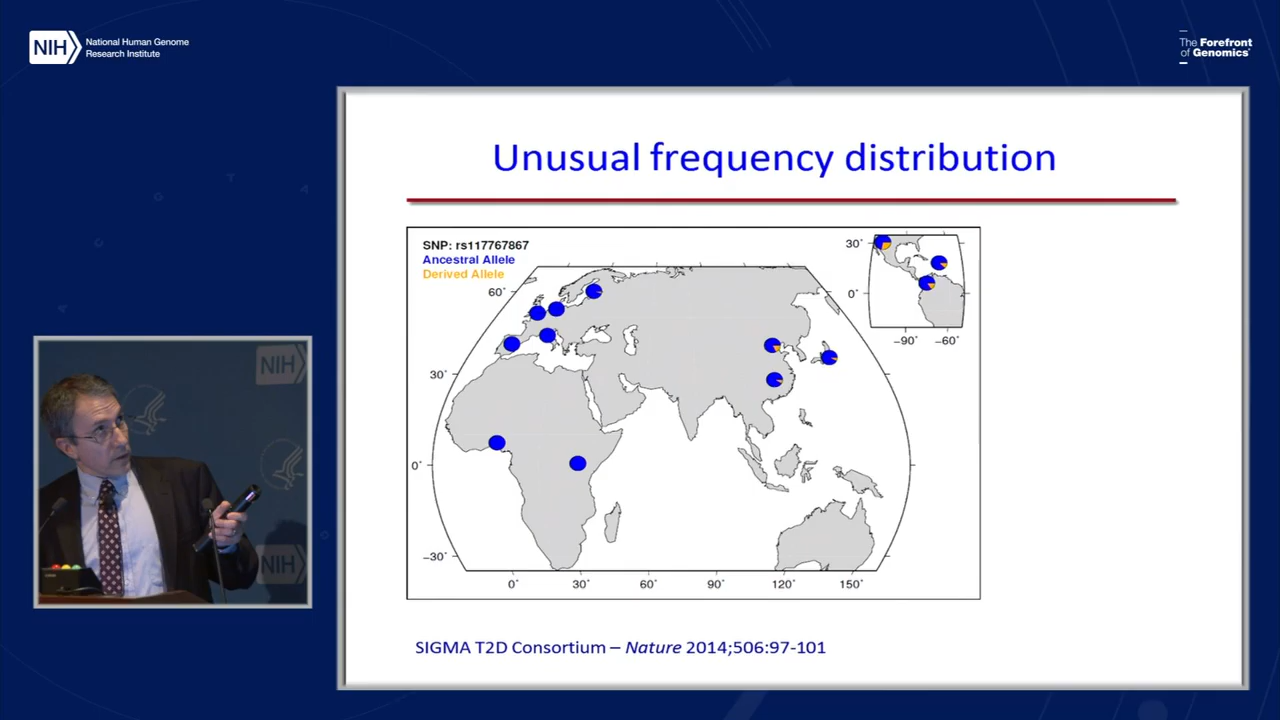 NIH
National Human Genome
Research Institute
The Forefront
of Genomics
Unusual frequency distribution
SNP: rs117767867
Ancestral Allele
Derived Allele
60°
30°
0°
−30°
0°
30°
60°
90°
120°
150°
30°
0°
−90°
−60°
SIGMA T2D Consortium – Nature 2014;506:97-101
NIH
NIH